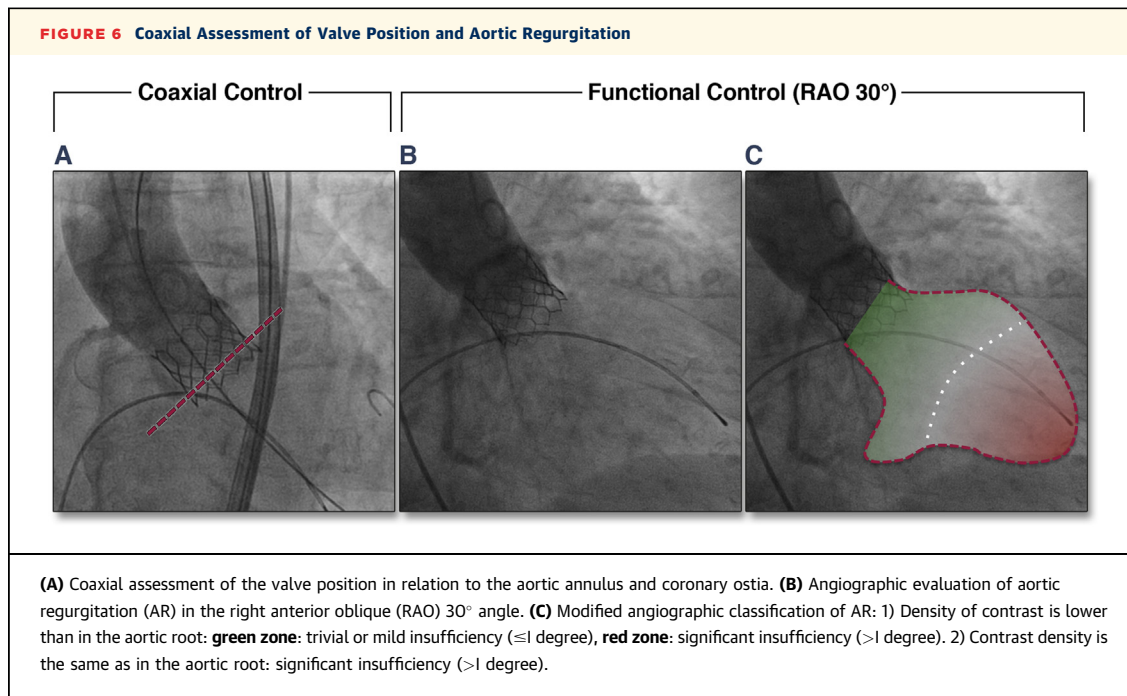 FIGURE 6 Coaxial Assessment of Valve Position and Aortic Regurgitation
Coaxial Control
Functional Control (RAO 30°)
A
B
C
(A) Coaxial assessment of the valve position in relation to the aortic annulus and coronary ostia. (B) Angiographic evaluation of aortic
regurgitation (AR) in the right anterior oblique (RAO) 30° angle. (C) Modified angiographic classification of AR: 1) Density of contrast is lower
than in the aortic root: green zone: trivial or mild insufficiency (≤I degree), red zone: significant insufficiency (>I degree). 2) Contrast density is
the same as in the aortic root: significant insufficiency (>I degree).